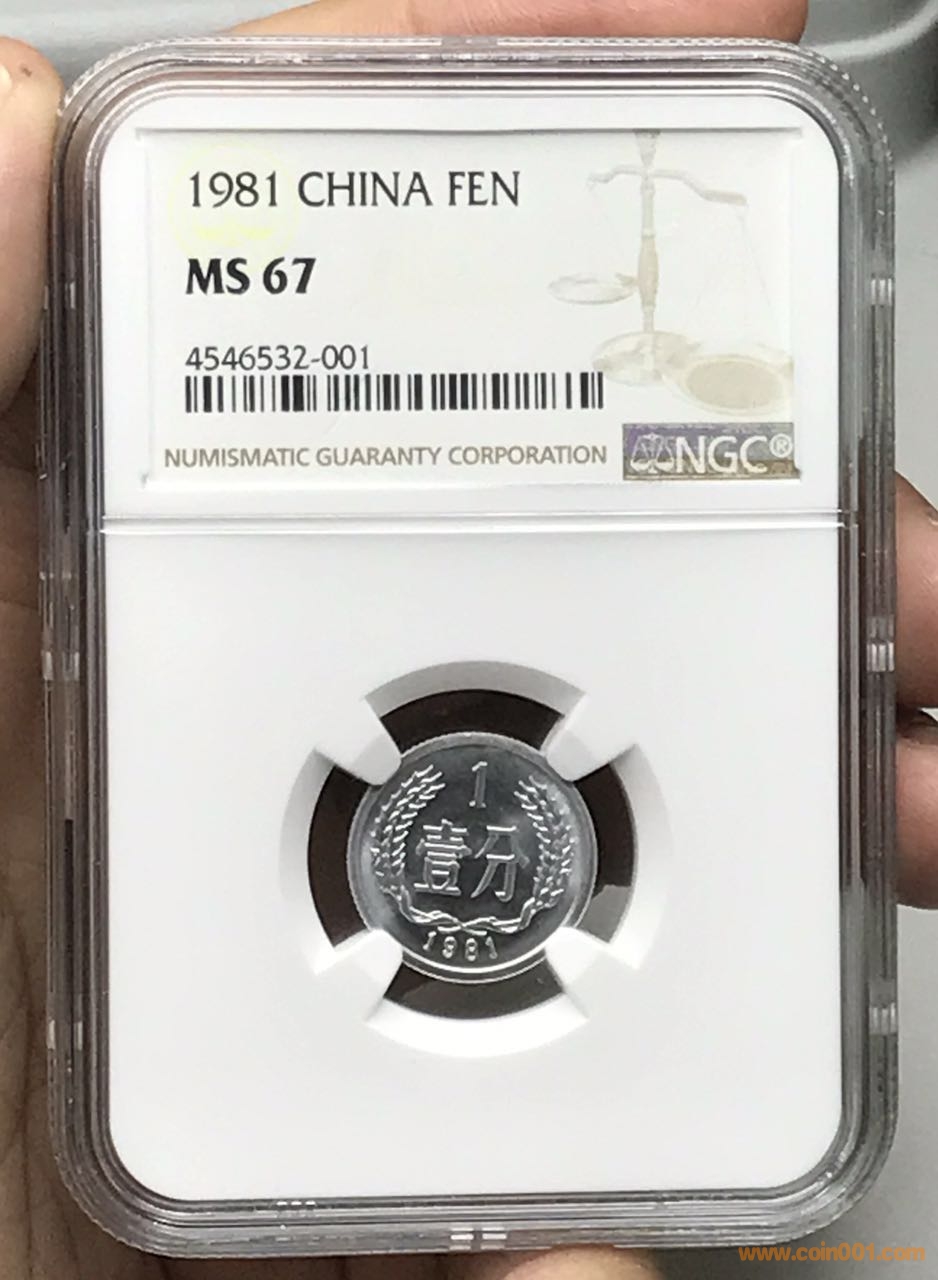 1981 CHINA FEN
MS 67
4546532-001
NUMISMATIC GUARANTY CORPORATION
NGC®
1
壹分
1981
www.coin001.com